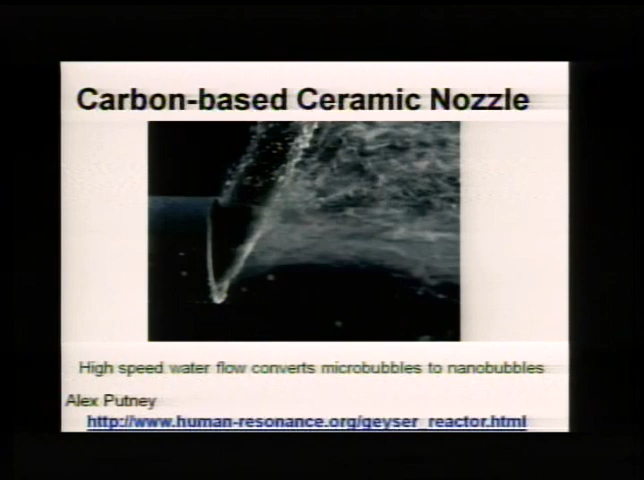 Carbon-based Ceramic Nozzle
High speed water flow converts microbubbles to nanobubbles
Alex Putney
http://www.human-resonance.org/geyser_reactor.html